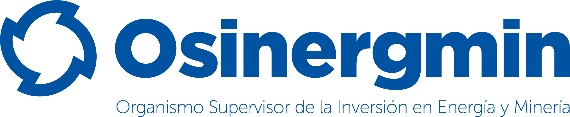 Osinergmin
Organismo Supervisor de la Inversión en Energía y Minería